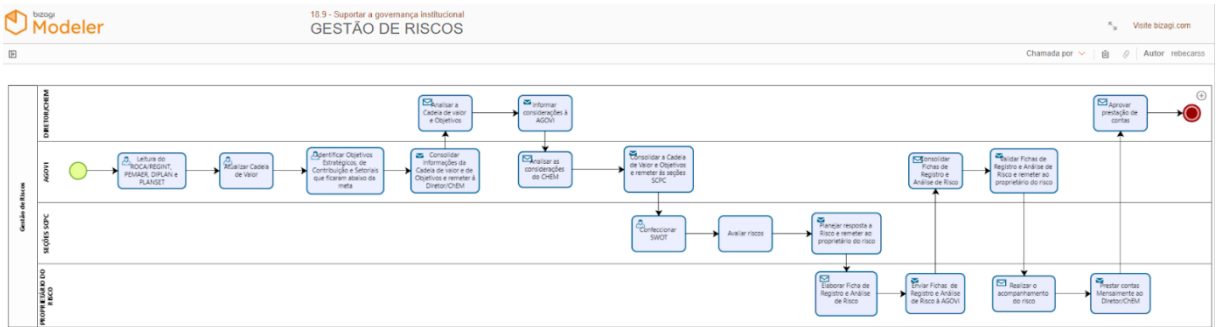 bizagi
Modeler
18.9 - Suportar a governança institucional
GESTÃO DE RISCOS
Visite bizagi.com
Chamada por
Autor rebecarss
Gestão de Riscos
DIRETOR/CHEM
Analisar a
Cadeia de valor
e Objetivos
Informar
considerações à
AGOVI
Aprovar
prestação de
contas
AGOVI
Leitura do
ROCA/REGINT,
PEMAER, DIPLAN e
PLANSET
Atualizar Cadeia
de Valor
Identificar Objetivos
Estratégicos, de
Contribuição e Setoriais
que ficaram abaixo da
meta
Consolidar
informações da
Cadeia de valor e de
Objetivos e remeter à
Diretor/ChEM
Analisar as
considerações
do CHEM
Consolidar a Cadeia
de Valor e Objetivos
e remeter às seções
SCPC
Consolidar
Fichas de
Registro e
Análise de Risco
Validar Fichas de
Registro e Análise de
Risco e remeter ao
proprietário do risco
SEÇÕES SCPC
Confeccionar
SWOT
Avaliar riscos
Planejar resposta a
Risco e remeter ao
proprietário do risco
PROPRIETÁRIO DO
RISCO
Elaborar Ficha de
Registro e Análise
de Risco
Enviar Fichas de
Registro e Análise
de Risco à AGOVI
Realizar o
acompanhamento
do risco
Prestar contas
Mensalmente ao
Diretor/ChEM